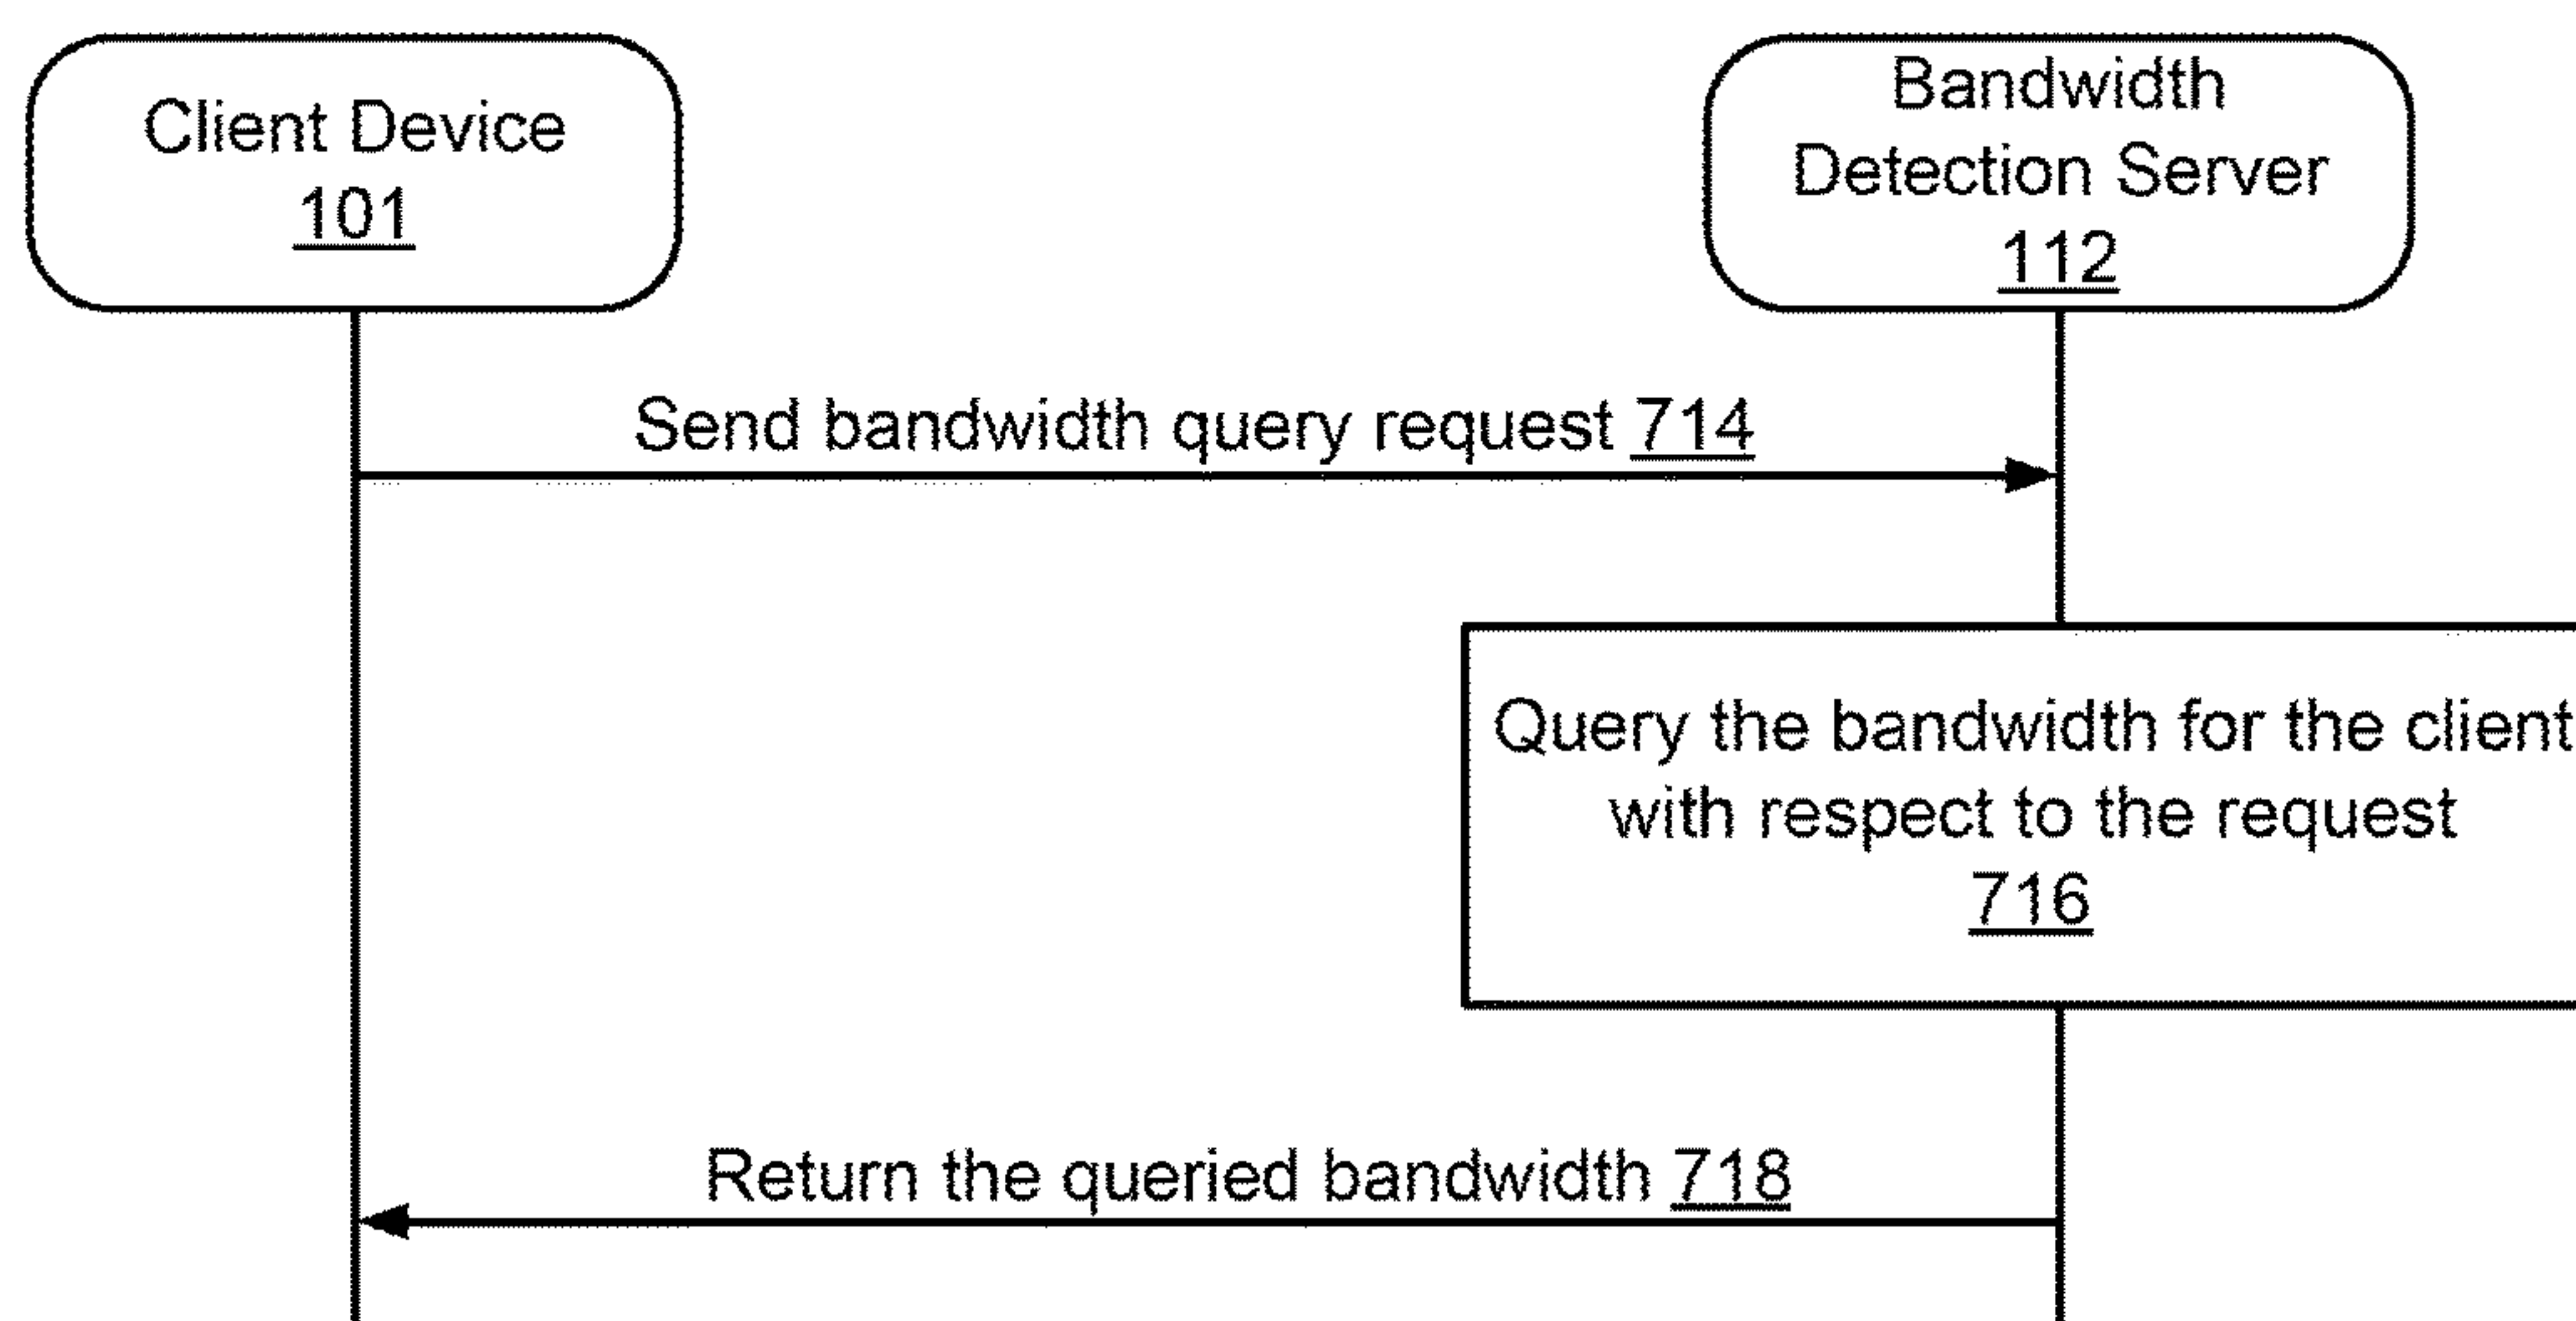 Client Device
101
Bandwidth
Detection Server
112
Send bandwidth query request 714
Query the bandwidth for the client
with respect to the request
716
Return the queried bandwidth 718